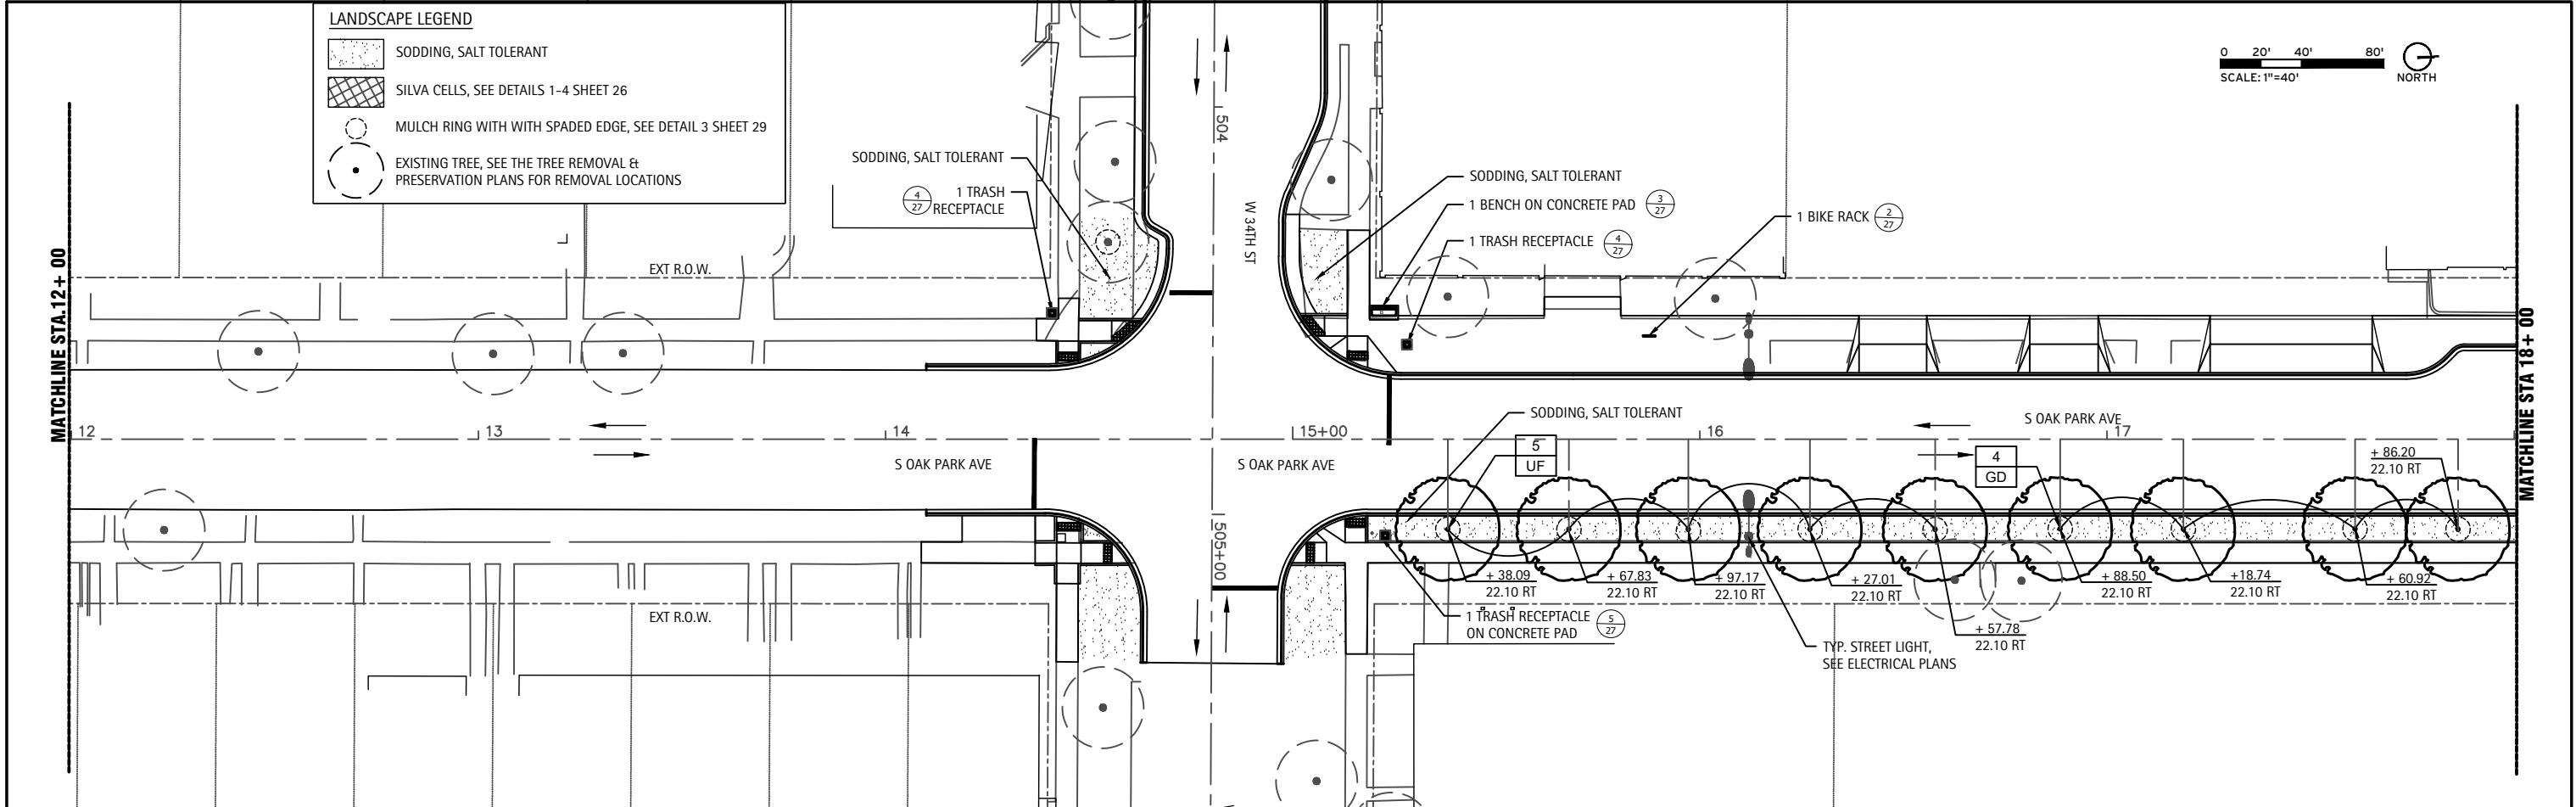 LANDSCAPE LEGEND
SODDING, SALT TOLERANT
SILVA CELLS, SEE DETAILS 1-4 SHEET 26
MULCH RING WITH WITH SPADED EDGE, SEE DETAIL 3 SHEET 29
EXISTING TREE, SEE THE TREE REMOVAL &
PRESERVATION PLANS FOR REMOVAL LOCATIONS
0 20' 40' 80'
SCALE: 1"=40'
NORTH
504
W 34TH ST
SODDING, SALT TOLERANT
1 TRASH
RECEPTACLE
4
27
SODDING, SALT TOLERANT
1 BENCH ON CONCRETE PAD
3
27
1 TRASH RECEPTACLE
4
27
1 BIKE RACK
2
27
EXT R.O.W.
MATCHLINE STA.12+ 00
MATCHLINE STA 18+ 00
12
13
14
15+00
16
17
SODDING, SALT TOLERANT
S OAK PARK AVE
S OAK PARK AVE
S OAK PARK AVE
5
UF
4
GD
+ 86.20
22.10 RT
505+00
+ 38.09
22.10 RT
+ 67.83
22.10 RT
+ 97.17
22.10 RT
+ 27.01
22.10 RT
+ 57.78
22.10 RT
+ 88.50
22.10 RT
+18.74
22.10 RT
+ 60.92
22.10 RT
EXT R.O.W.
1 TRASH RECEPTACLE
ON CONCRETE PAD
5
27
TYP. STREET LIGHT,
SEE ELECTRICAL PLANS